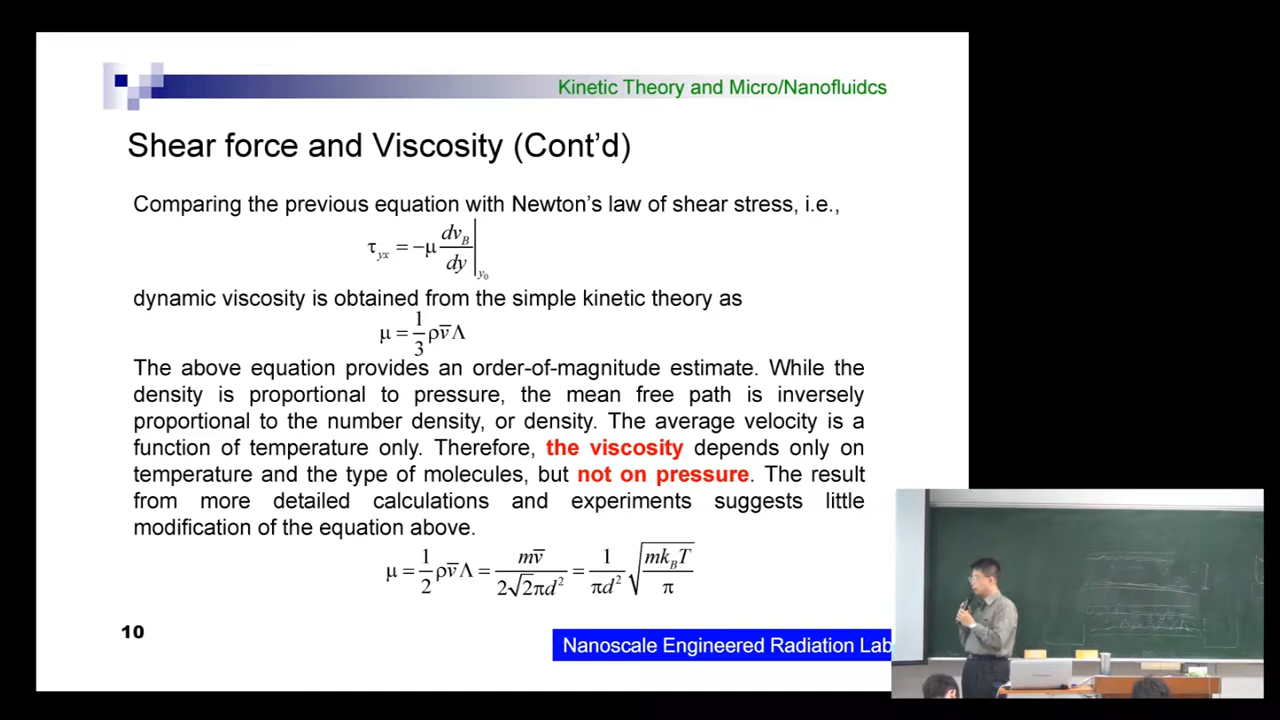 Kinetic Theory and Micro/Nanofluidcs
Shear force and Viscosity (Cont’d)
Comparing the previous equation with Newton’s law of shear stress, i.e.,
τ_yx = −μ dv_B/dy |_y₀
dynamic viscosity is obtained from the simple kinetic theory as
μ = 1/3 ρv̅Λ
The above equation provides an order-of-magnitude estimate. While the
density is proportional to pressure, the mean free path is inversely
proportional to the number density, or density. The average velocity is a
function of temperature only. Therefore, the viscosity depends only on
temperature and the type of molecules, but not on pressure. The result
from more detailed calculations and experiments suggests little
modification of the equation above.
μ = 1/2 ρv̅Λ = mv̅/(2√2πd²) = 1/(πd²) √(mk_BT/π)
10
Nanoscale Engineered Radiation Lab